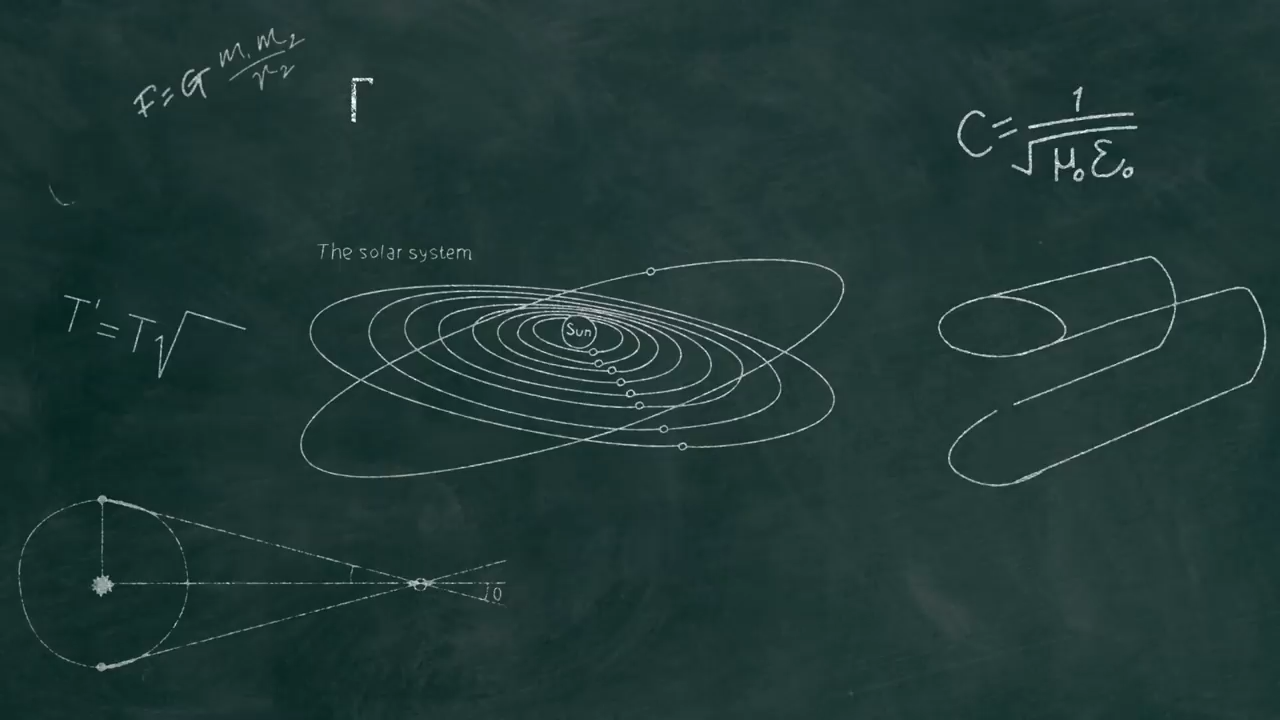 F=G m₁m₂/r²
Γ
C=1/√μ₀ε₀
The solar system
T'=T√
Sun
θ